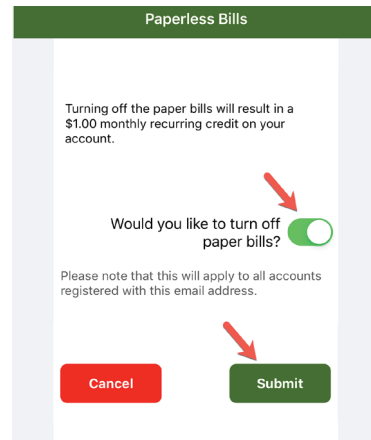 Paperless Bills
Turning off the paper bills will result in a
$1.00 monthly recurring credit on your
account.
Would you like to turn off
paper bills?
Please note that this will apply to all accounts
registered with this email address.
Cancel
Submit